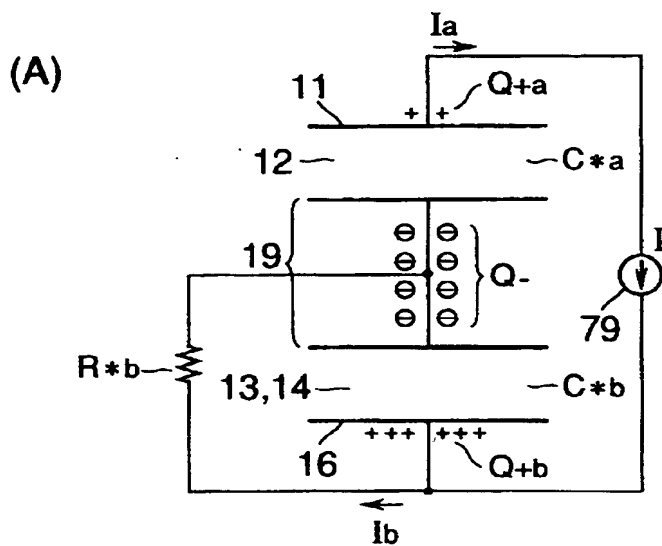 (A)
Ia
11
+ +
Q+a
12
C*a
⊖ ⊖
⊖ ⊖
⊖ ⊖
⊖ ⊖
19
Q-
I
79
R*b
13,14
C*b
16
+++ +++
Q+b
Ib